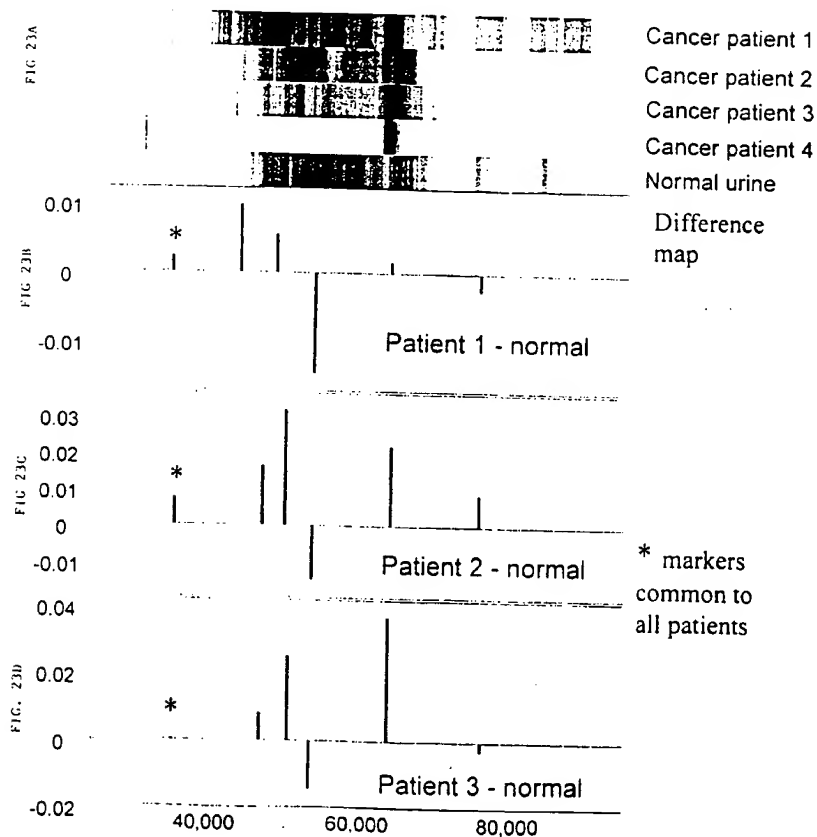 FIG 23A
Cancer patient 1
Cancer patient 2
Cancer patient 3
Cancer patient 4
Normal urine
Difference
map
FIG 23B
0.01
*
0
-0.01
Patient 1 - normal
FIG 23C
0.03
0.02
*
0.01
0
-0.01
Patient 2 - normal
* markers
common to
all patients
FIG. 23D
0.04
0.02
*
0
-0.02
Patient 3 - normal
40,000
60,000
80,000